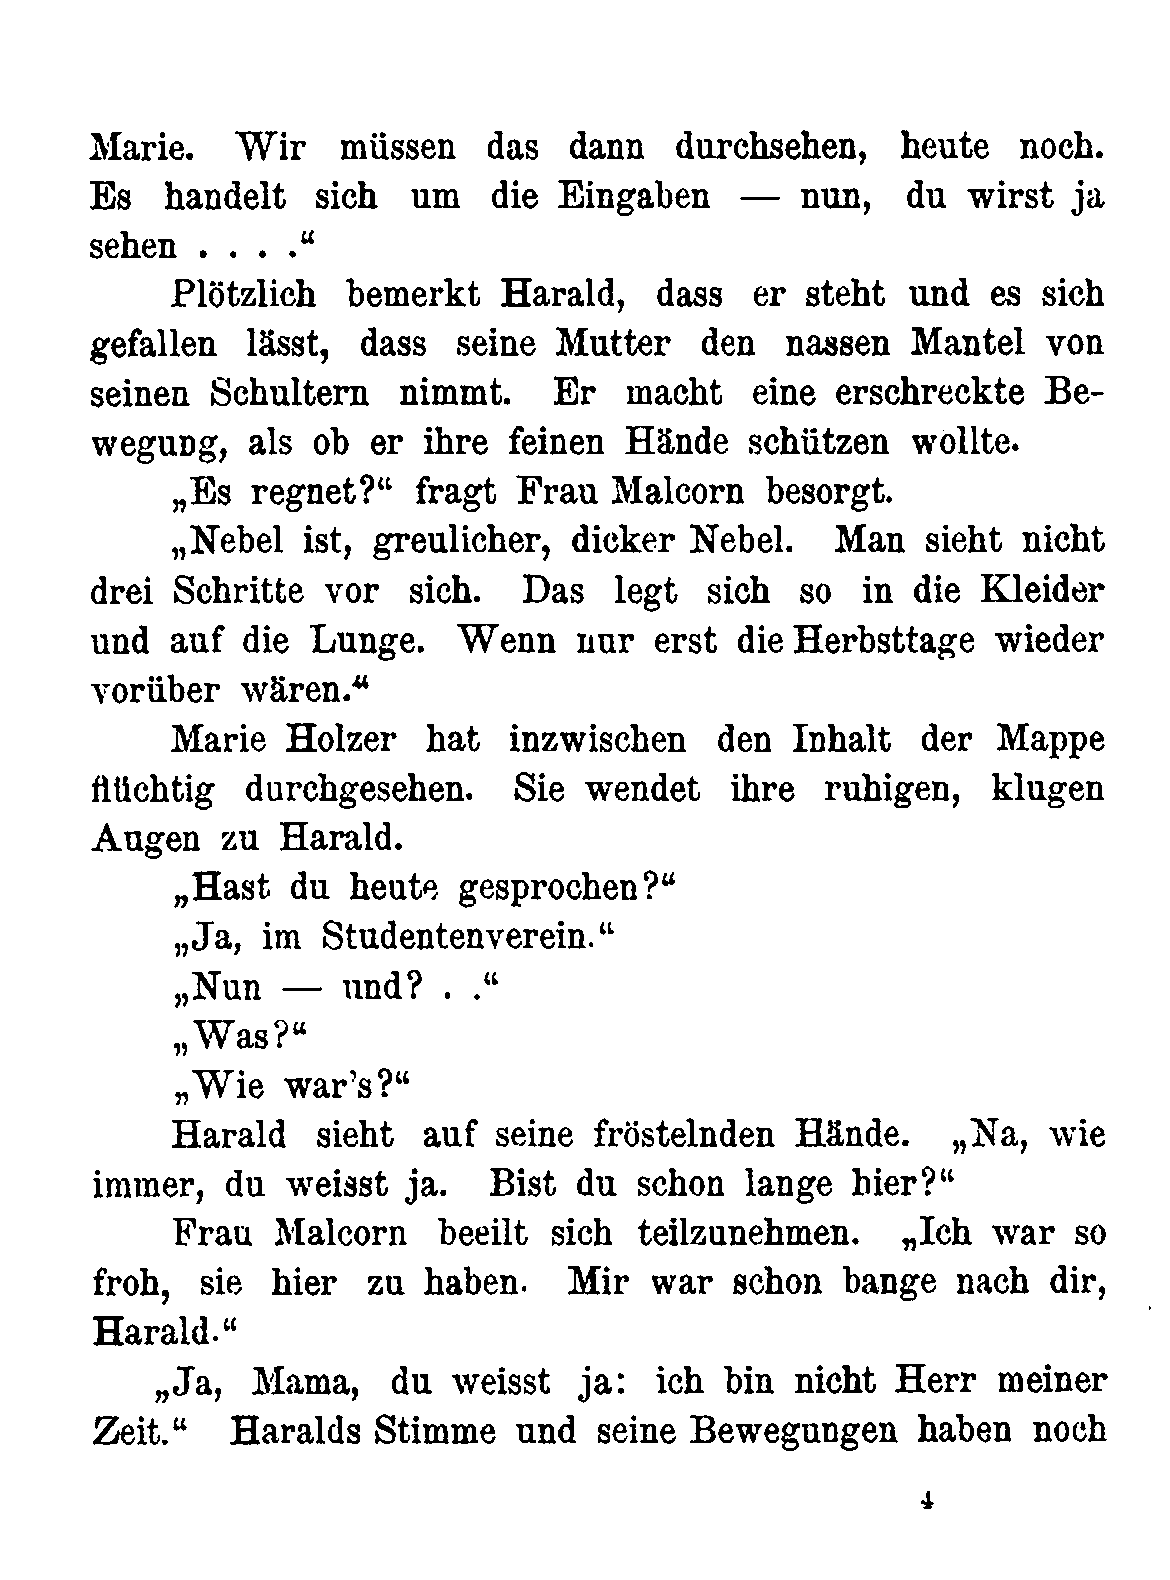 Marie. Wir müssen das dann durchsehen, heute noch.
Es handelt sich um die Eingaben — nun, du wirst ja
sehen . . . .“
Plötzlich bemerkt Harald, dass er steht und es sich
gefallen lässt, dass seine Mutter den nassen Mantel von
seinen Schultern nimmt. Er macht eine erschreckte Be-
wegung, als ob er ihre feinen Hände schützen wollte.
„Es regnet?“ fragt Frau Malcorn besorgt.
„Nebel ist, greulicher, dicker Nebel. Man sieht nicht
drei Schritte vor sich. Das legt sich so in die Kleider
und auf die Lunge. Wenn nur erst die Herbsttage wieder
vorüber wären.“
Marie Holzer hat inzwischen den Inhalt der Mappe
flüchtig durchgesehen. Sie wendet ihre ruhigen, klugen
Augen zu Harald.
„Hast du heute gesprochen?“
„Ja, im Studentenverein.“
„Nun — und? . .“
„Was?“
„Wie war's?“
Harald sieht auf seine fröstelnden Hände. „Na, wie
immer, du weisst ja. Bist du schon lange hier?“
Frau Malcorn beeilt sich teilzunehmen. „Ich war so
froh, sie hier zu haben. Mir war schon bange nach dir,
Harald.“
„Ja, Mama, du weisst ja: ich bin nicht Herr meiner
Zeit.“ Haralds Stimme und seine Bewegungen haben noch
4